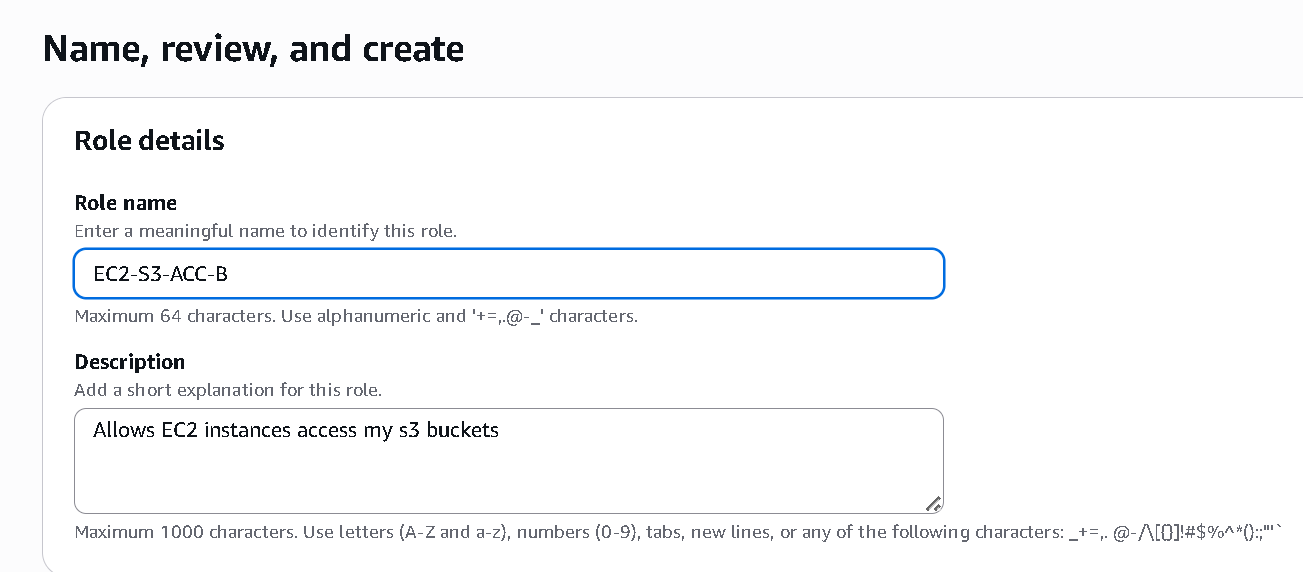 Name, review, and create
Role details
Role name
Enter a meaningful name to identify this role.
EC2-S3-ACC-B
Maximum 64 characters. Use alphanumeric and '+=,.@-_' characters.
Description
Add a short explanation for this role.
Allows EC2 instances access my s3 buckets
Maximum 1000 characters. Use letters (A-Z and a-z), numbers (0-9), tabs, new lines, or any of the following characters: _+=,. @-/\[{}]!#$%^*();:"'`